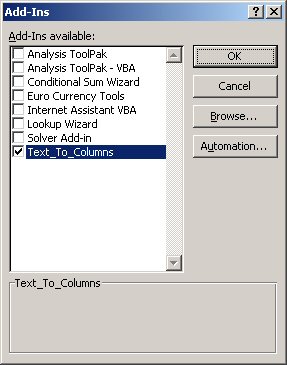 Add-Ins
Add-Ins available:
Analysis ToolPak
Analysis ToolPak - VBA
Conditional Sum Wizard
Euro Currency Tools
Internet Assistant VBA
Lookup Wizard
Solver Add-in
Text_To_Columns
OK
Cancel
Browse...
Automation...
Text_To_Columns